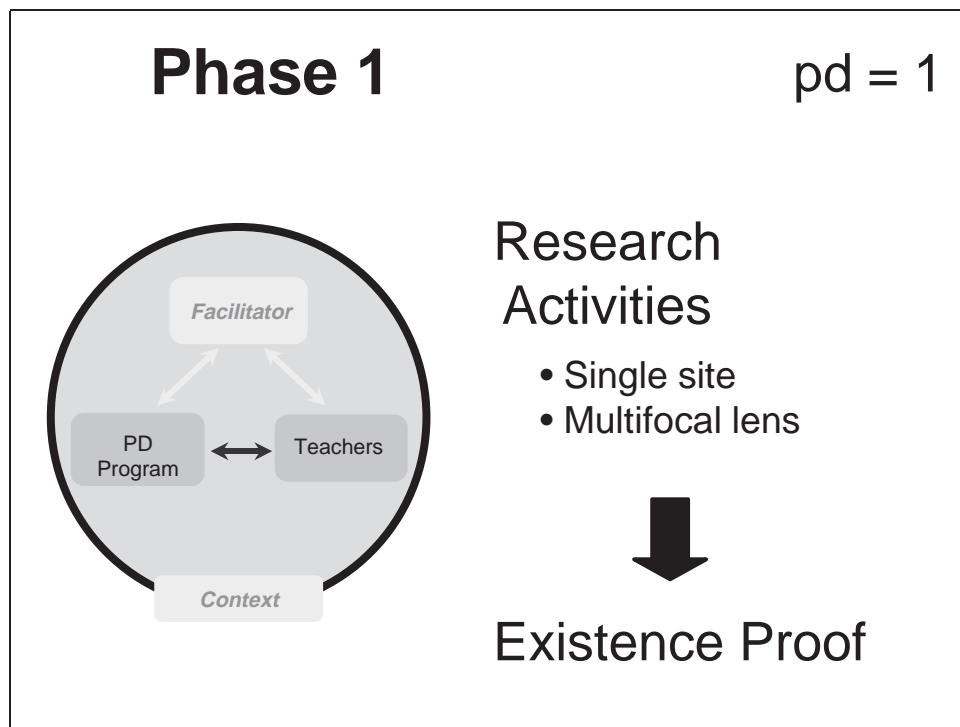 Phase 1
pd = 1
Facilitator
PD
Program
Teachers
Context
Research
Activities
• Single site
• Multifocal lens
Existence Proof